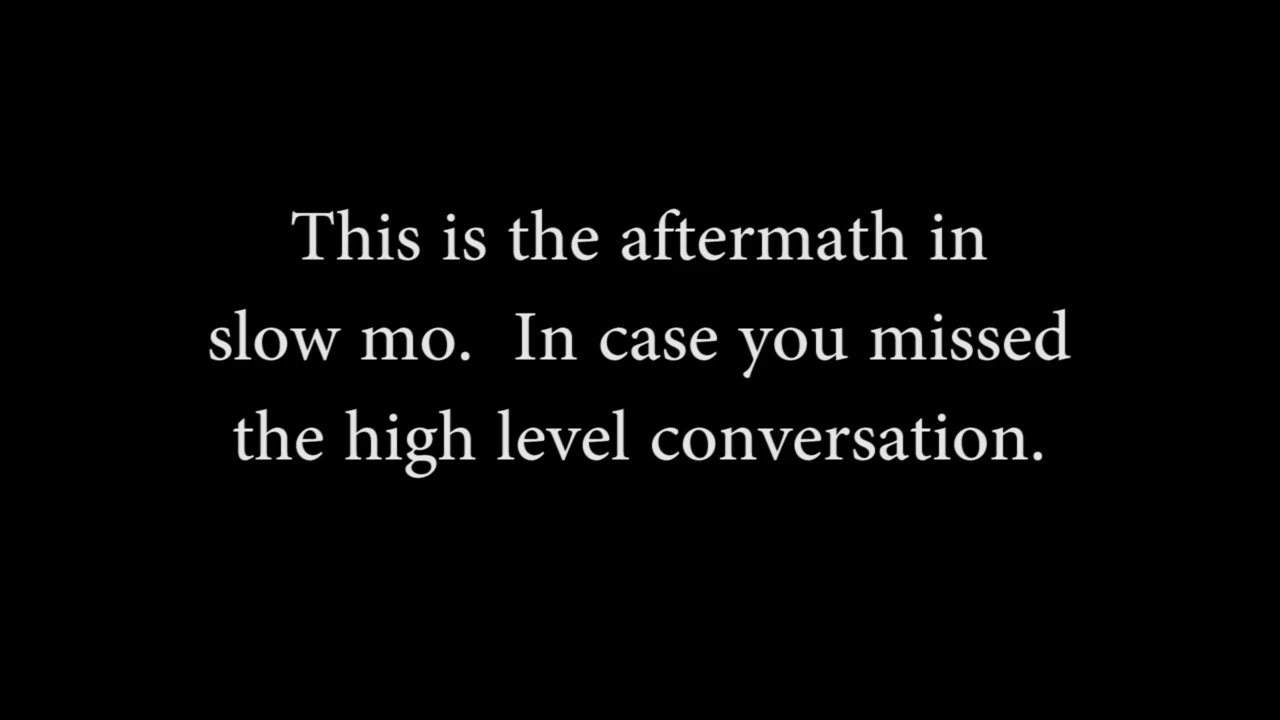 This is the aftermath in
slow mo.  In case you missed
the high level conversation.